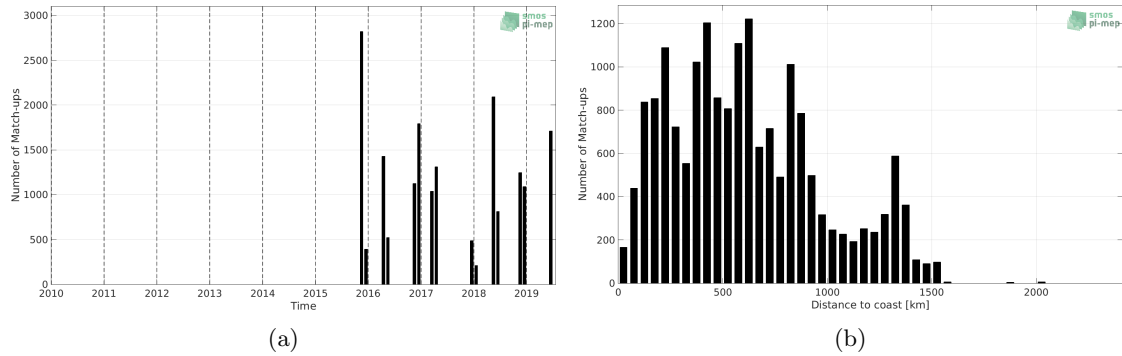 3000
2500
2000
1500
1000
500
0
Number of Match-ups
2010 2011 2012 2013 2014 2015 2016 2017 2018 2019
Time
smos
pi-mep
(a)
1200
1000
800
600
400
200
0
Number of Match-ups
0 500 1000 1500 2000
Distance to coast [km]
smos
pi-mep
(b)